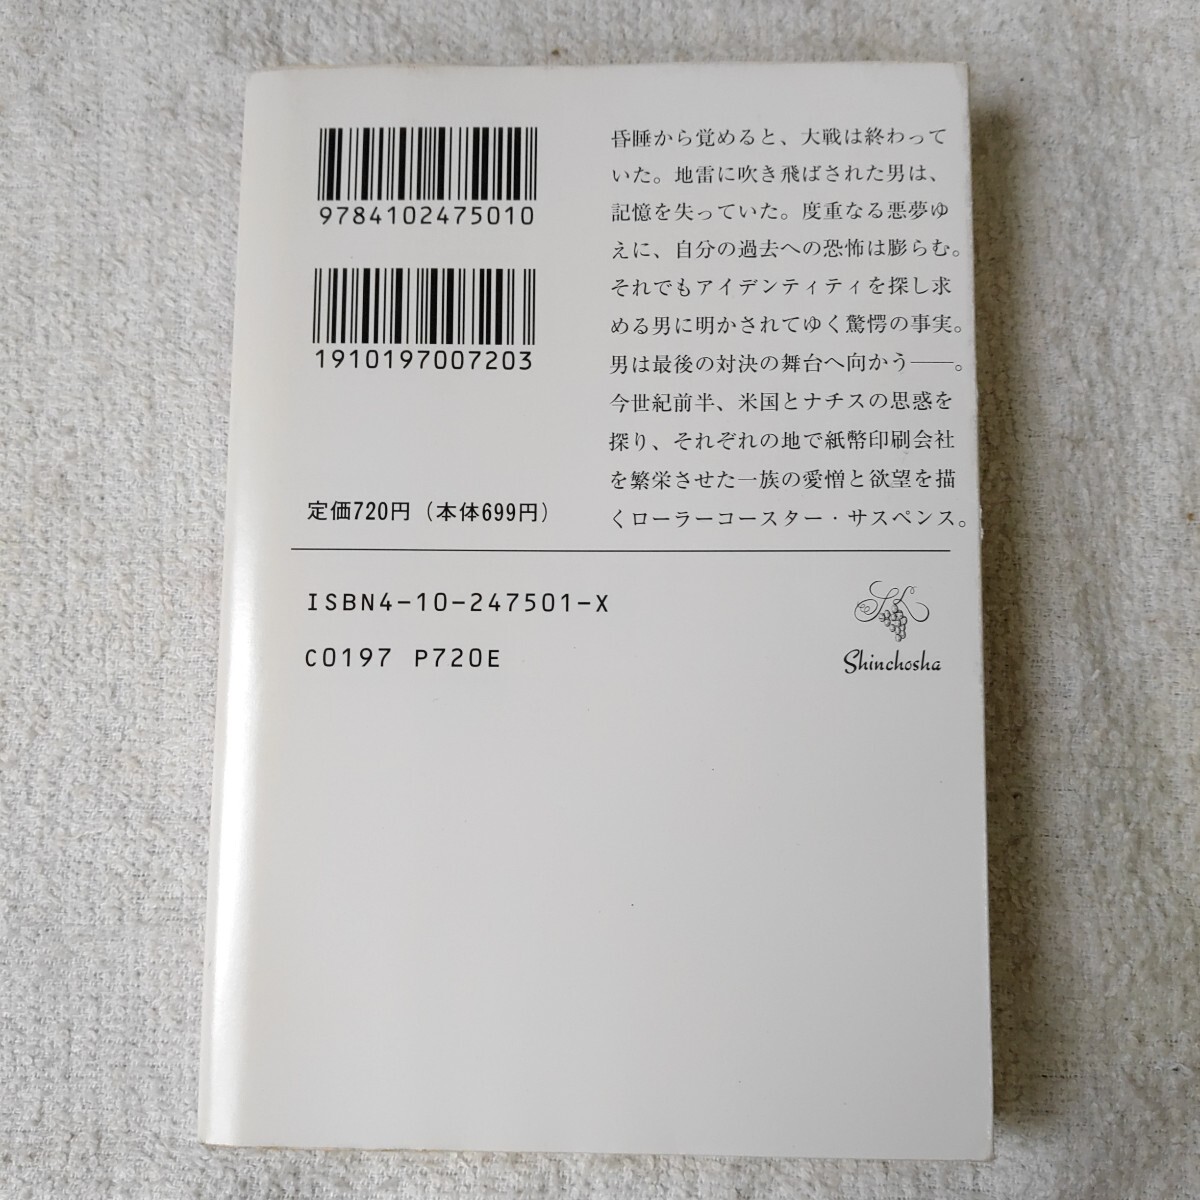 9784102475010
1910197007203
定価720円（本体699円）
昏睡から覚めると、大戦は終わって
いた。地雷に吹き飛ばされた男は、
記憶を失っていた。度重なる悪夢ゆ
えに、自分の過去への恐怖は膨らむ。
それでもアイデンティティを探し求
める男に明かされてゆく驚愕の事実。
男は最後の対決の舞台へ向かう――。
今世紀前半、米国とナチスの思惑を
探り、それぞれの地で紙幣印刷会社
を繁栄させた一族の愛憎と欲望を描
くローラーコースター・サスペンス。
ISBN4-10-247501-X
C0197 P720E
Shinchosha